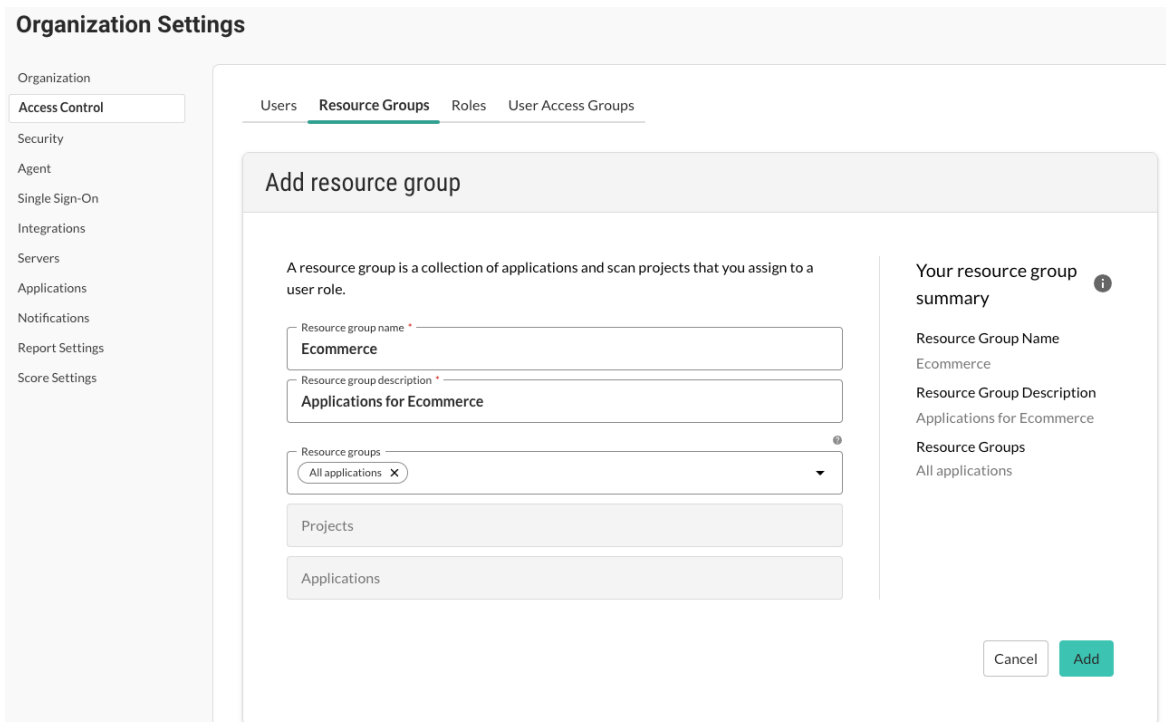 Organization Settings
Organization
Access Control
Security
Agent
Single Sign-On
Integrations
Servers
Applications
Notifications
Report Settings
Score Settings
Users Resource Groups Roles User Access Groups
Add resource group
A resource group is a collection of applications and scan projects that you assign to a
user role.
Resource group name *
Ecommerce
Resource group description *
Applications for Ecommerce
?
Resource groups
All applications ✕
Projects
Applications
Your resource group
summary
i
Resource Group Name
Ecommerce
Resource Group Description
Applications for Ecommerce
Resource Groups
All applications
Cancel Add